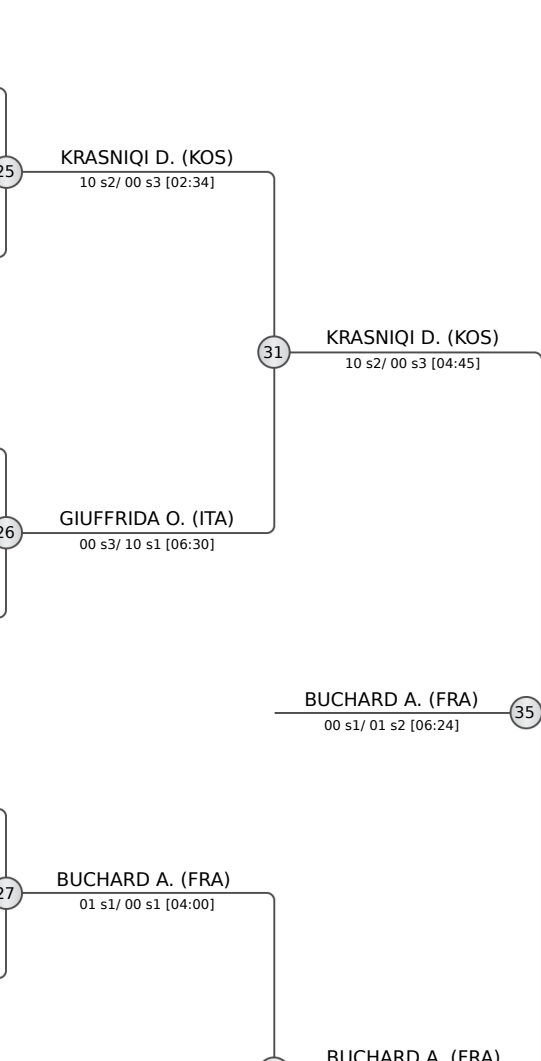 KRASNIQI D. (KOS)
25
10 s2/ 00 s3 [02:34]
KRASNIQI D. (KOS)
31
10 s2/ 00 s3 [04:45]
GIUFFRIDA O. (ITA)
26
00 s3/ 10 s1 [06:30]
BUCHARD A. (FRA)
35
00 s1/ 01 s2 [06:24]
BUCHARD A. (FRA)
27
01 s1/ 00 s1 [04:00]
BUCHARD A. (FRA)